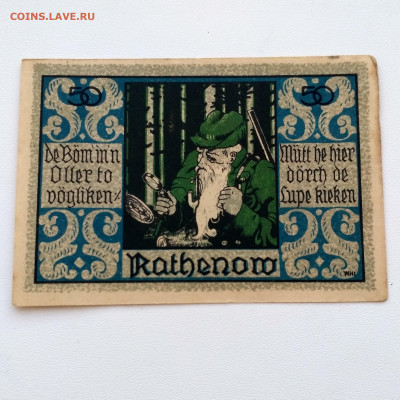 COINS.LAVE.RU
50 50
de Böm in'n
Oller to
vögliken,
Mütt he hier
dörch de
Lupe kieken
Rathenow